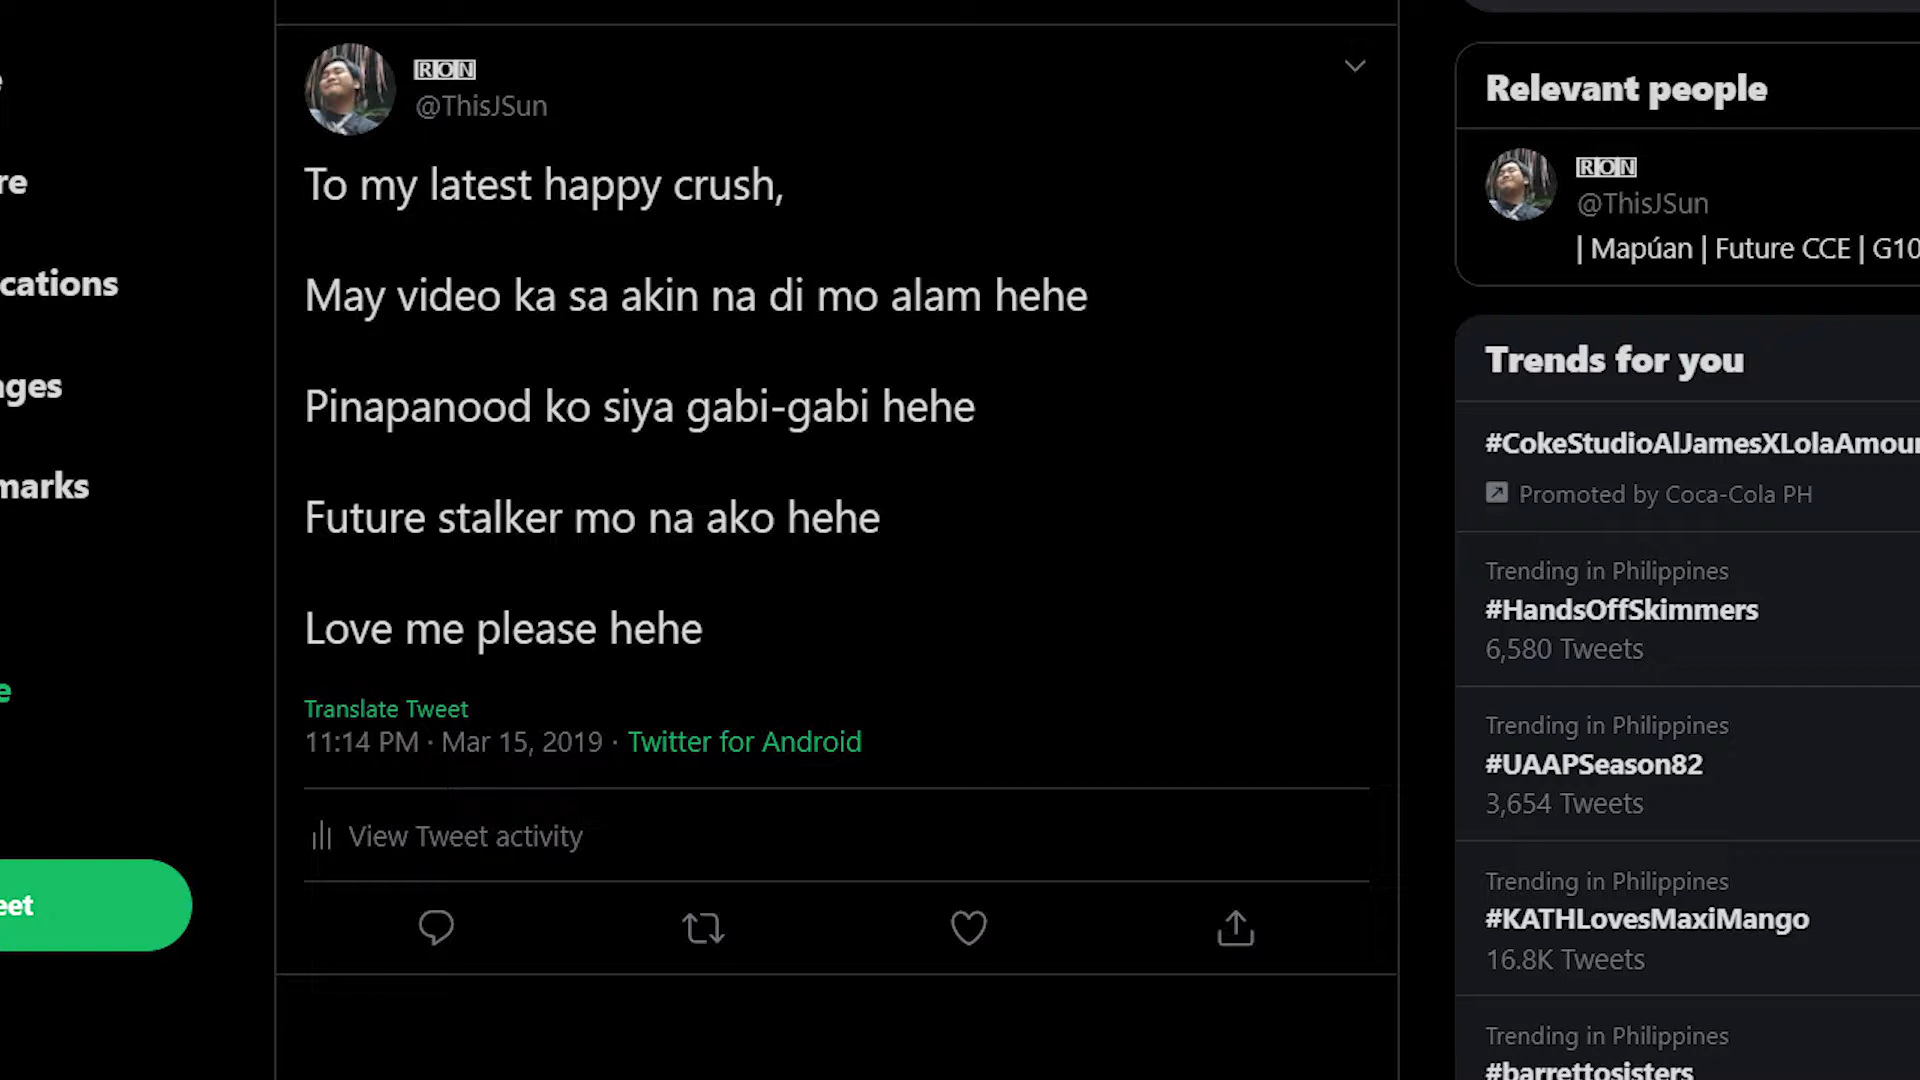 RON
@ThisJSun
To my latest happy crush,
May video ka sa akin na di mo alam hehe
Pinapanood ko siya gabi-gabi hehe
Future stalker mo na ako hehe
Love me please hehe
Translate Tweet
11:14 PM · Mar 15, 2019 · Twitter for Android
View Tweet activity
re
cations
ages
marks
e
eet
Relevant people
RON
@ThisJSun
| Mapúan | Future CCE | G10
Trends for you
#CokeStudioAlJamesXLolaAmour
Promoted by Coca-Cola PH
Trending in Philippines
#HandsOffSkimmers
6,580 Tweets
Trending in Philippines
#UAAPSeason82
3,654 Tweets
Trending in Philippines
#KATHLovesMaxiMango
16.8K Tweets
Trending in Philippines
#barrettosisters